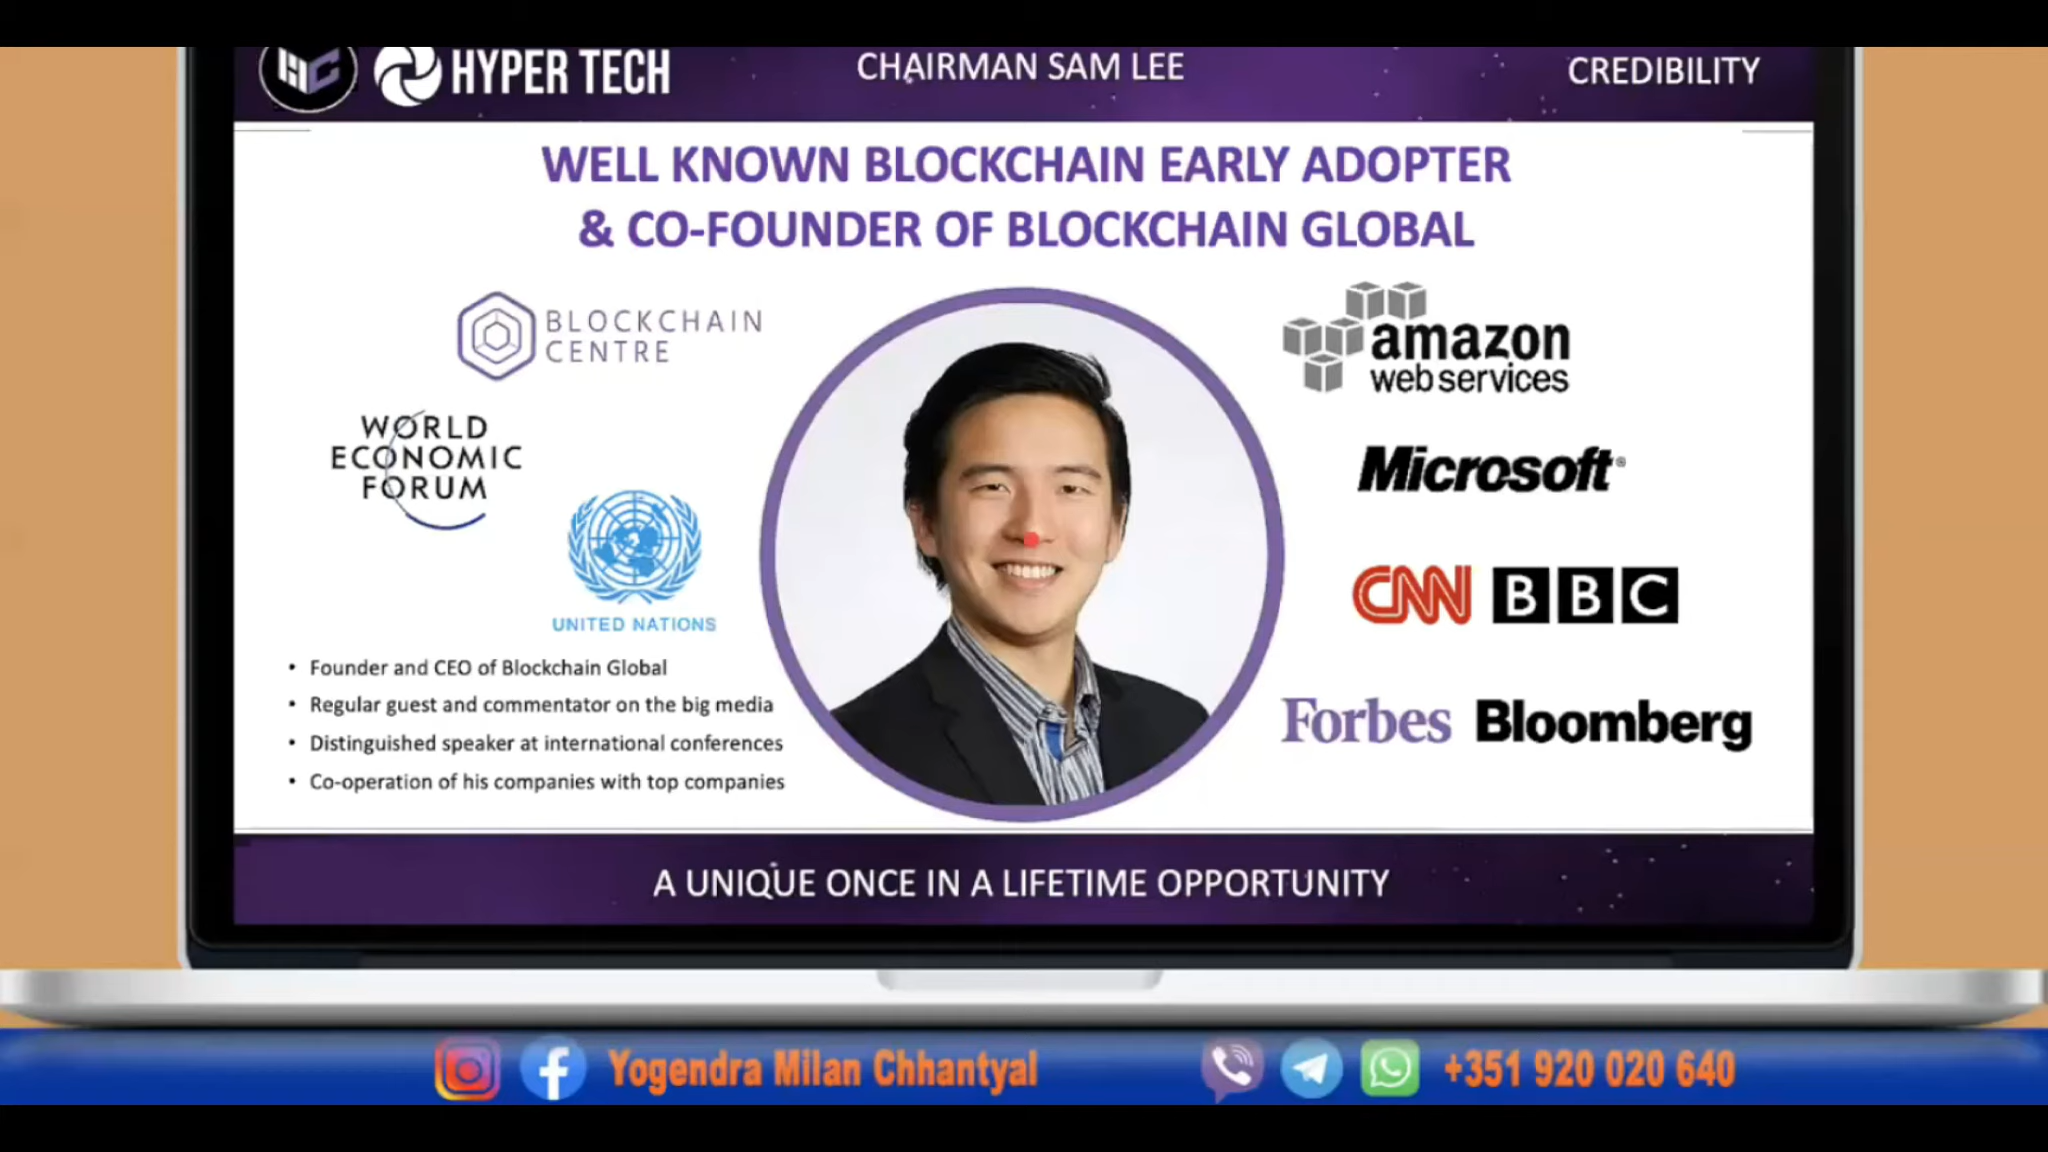 HC HYPER TECH
CHAIRMAN SAM LEE
CREDIBILITY
WELL KNOWN BLOCKCHAIN EARLY ADOPTER
& CO-FOUNDER OF BLOCKCHAIN GLOBAL
BLOCKCHAIN
CENTRE
WORLD
ECONOMIC
FORUM
UNITED NATIONS
• Founder and CEO of Blockchain Global
• Regular guest and commentator on the big media
• Distinguished speaker at international conferences
• Co-operation of his companies with top companies
amazon
web services
Microsoft®
CNN BBC
Forbes Bloomberg
A UNIQUE ONCE IN A LIFETIME OPPORTUNITY
Yogendra Milan Chhantyal
+351 920 020 640